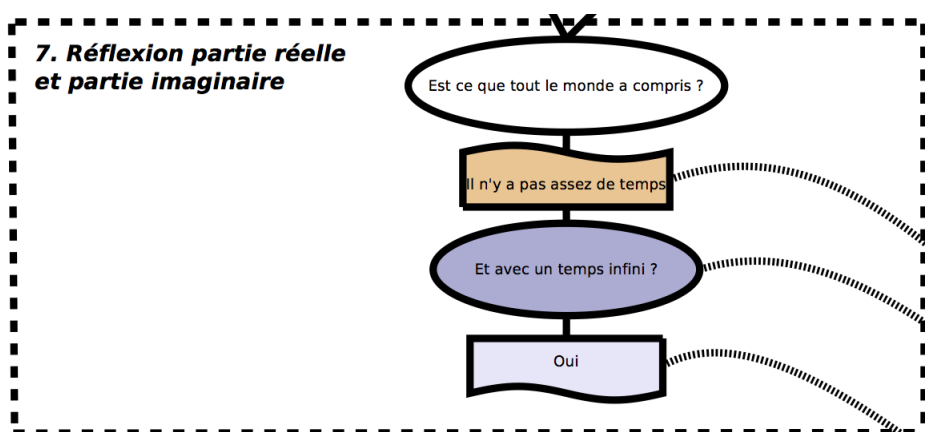 7. Réflexion partie réelle
et partie imaginaire
Est ce que tout le monde a compris ?
Il n'y a pas assez de temps
Et avec un temps infini ?
Oui